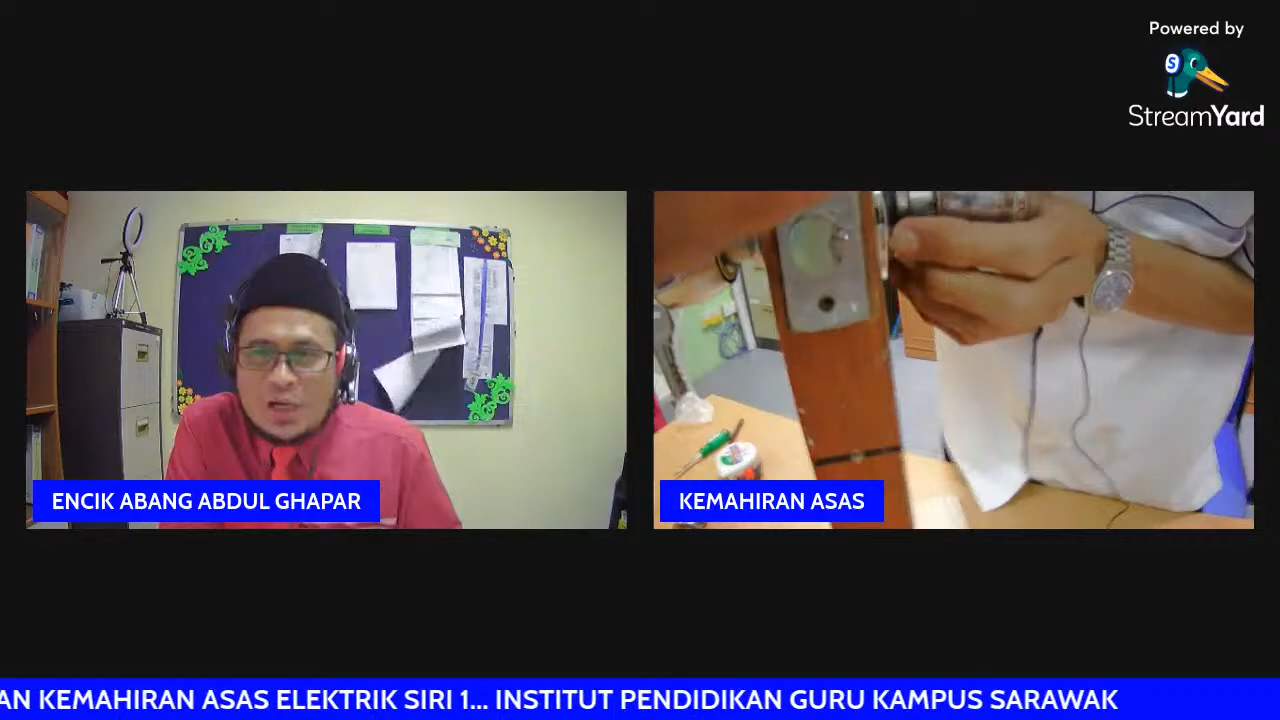 Powered by
S
StreamYard
ENCIK ABANG ABDUL GHAPAR
KEMAHIRAN ASAS
AN KEMAHIRAN ASAS ELEKTRIK SIRI 1... INSTITUT PENDIDIKAN GURU KAMPUS SARAWAK